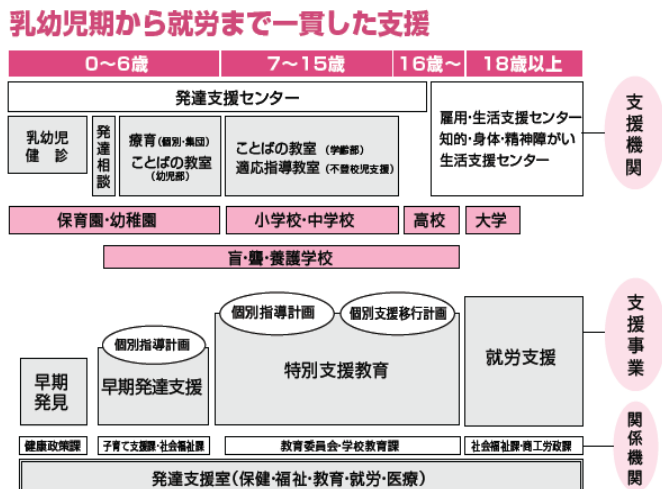 乳幼児期から就労まで一貫した支援
0～6歳
7～15歳
16歳～
18歳以上
発達支援センター
乳幼児
健 診
発達相談
療育(個別・集団)
ことばの教室
(幼児部)
ことばの教室 (学齢部)
適応指導教室 (不登校児支援)
雇用・生活支援センター
知的・身体・精神障がい
生活支援センター
支援機関
保育園・幼稚園
小学校・中学校
高校
大学
盲・聾・養護学校
個別指導計画
個別支援移行計画
個別指導計画
早期
発見
早期発達支援
特別支援教育
就労支援
支援事業
健康政策課
子育て支援課・社会福祉課
教育委員会・学校教育課
社会福祉課・商工労政課
関係機関
発達支援室(保健・福祉・教育・就労・医療)